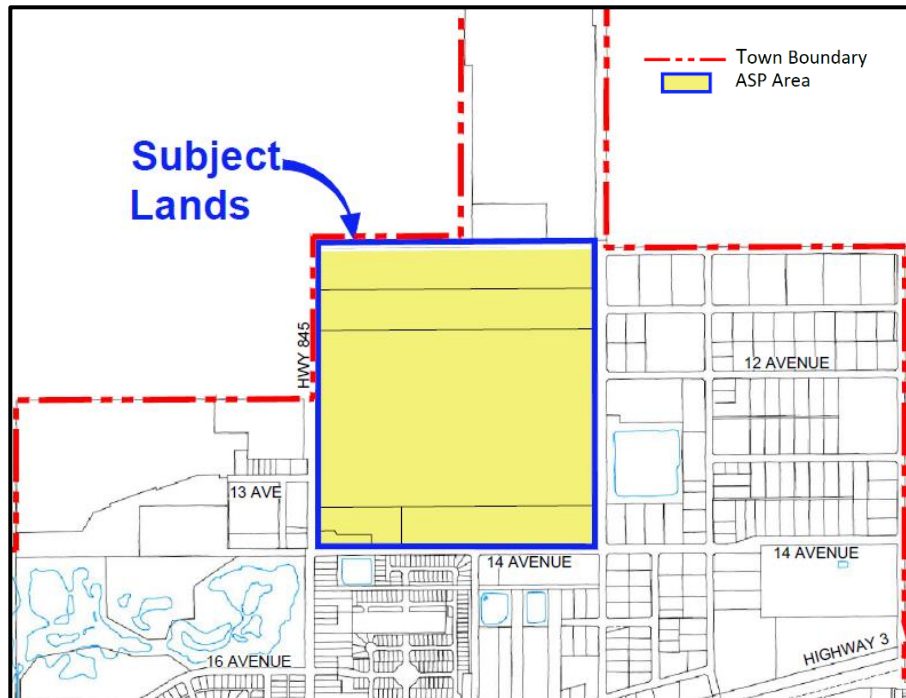 Town Boundary
ASP Area
Subject
Lands
HWY 845
12 AVENUE
13 AVE
14 AVENUE
14 AVENUE
16 AVENUE
HIGHWAY 3